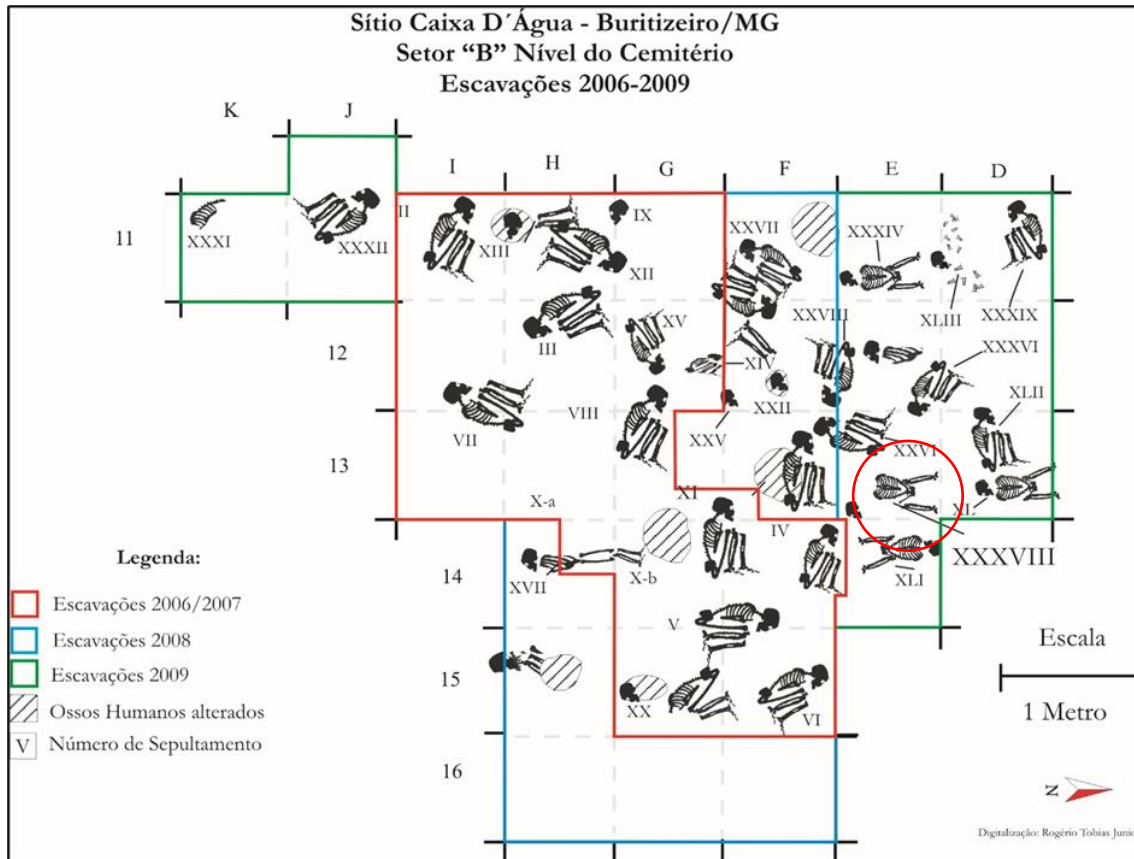 Sítio Caixa D´Água - Buritizeiro/MG
Setor “B” Nível do Cemitério
Escavações 2006-2009
K
J
I
H
G
F
E
D
11
12
13
14
15
16
XXXI
XXXII
II
XIII
IX
XII
XXVII
XXXIV
XLIII
XXXIX
III
XV
XIV
XXVIII
XXII
XXXVI
XLII
VII
VIII
XXV
XXVI
XL
XI
X-a
IV
XXXVIII
XVII
X-b
XLI
V
XX
VI
Legenda:
Escavações 2006/2007
Escavações 2008
Escavações 2009
Ossos Humanos alterados
V Número de Sepultamento
Escala
1 Metro
N
Digitalização: Rogério Tobias Junio